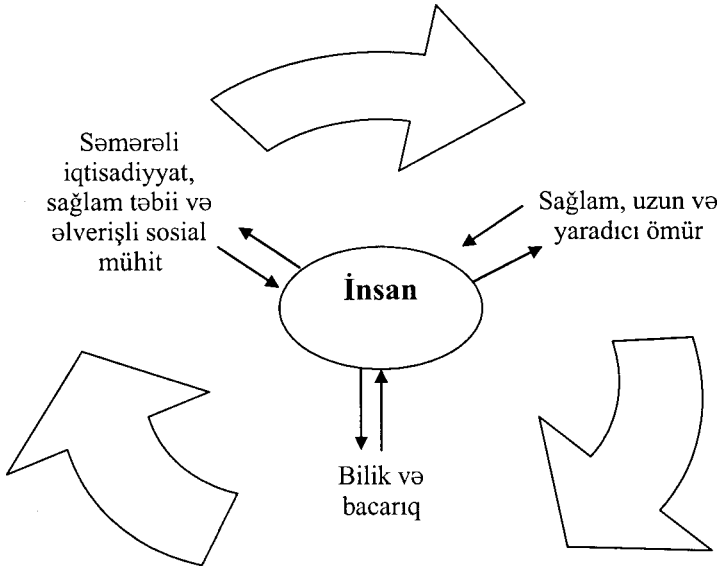 Səmərəli
iqtisadiyyat,
sağlam təbii və
əlverişli sosial
mühit
Sağlam, uzun və
yaradıcı ömür
İnsan
Bilik və
bacarıq